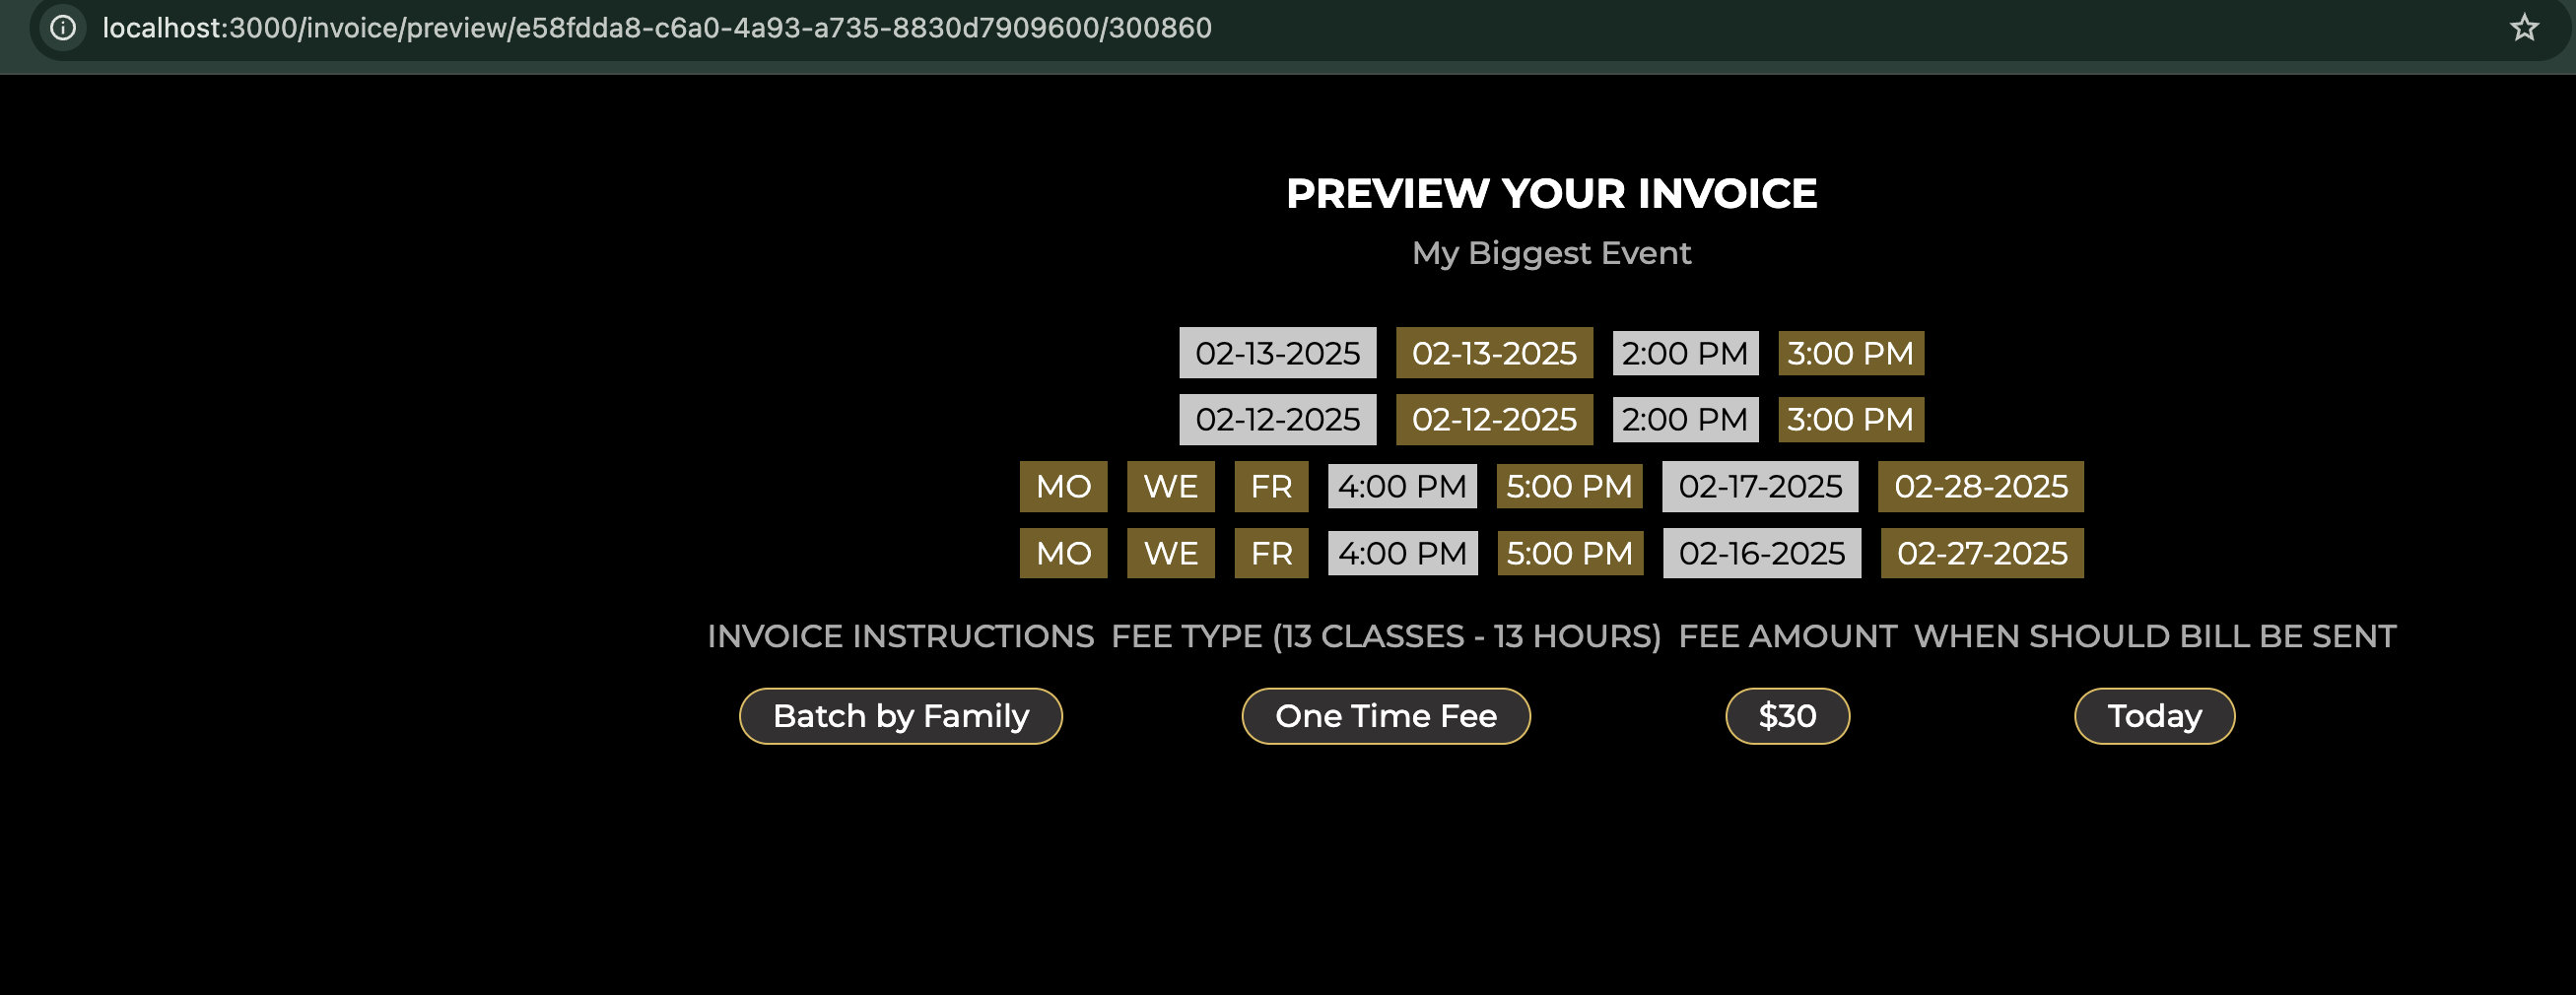 localhost:3000/invoice/preview/e58fdda8-c6a0-4a93-a735-8830d7909600/300860
PREVIEW YOUR INVOICE
My Biggest Event
02-13-2025 02-13-2025 2:00 PM 3:00 PM
02-12-2025 02-12-2025 2:00 PM 3:00 PM
MO WE FR 4:00 PM 5:00 PM 02-17-2025 02-28-2025
MO WE FR 4:00 PM 5:00 PM 02-16-2025 02-27-2025
INVOICE INSTRUCTIONS FEE TYPE (13 CLASSES - 13 HOURS) FEE AMOUNT WHEN SHOULD BILL BE SENT
Batch by Family One Time Fee $30 Today